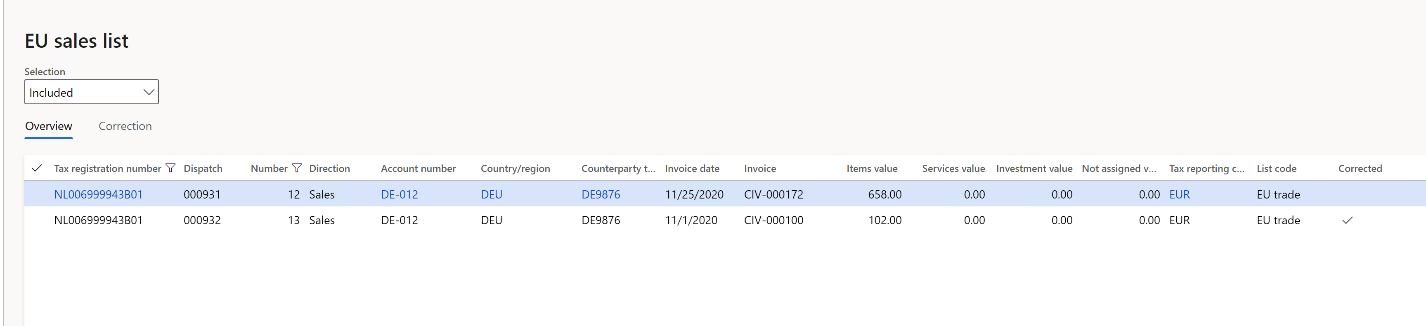 EU sales list
Selection
Included
Overview Correction
Tax registration number Dispatch Number Direction Account number Country/region Counterparty t... Invoice date Invoice Items value Services value Investment value Not assigned v... Tax reporting c... List code Corrected
NL006999943B01 000931 12 Sales DE-012 DEU DE9876 11/25/2020 CIV-000172 658.00 0.00 0.00 0.00 EUR EU trade
NL006999943B01 000932 13 Sales DE-012 DEU DE9876 11/1/2020 CIV-000100 102.00 0.00 0.00 0.00 EUR EU trade